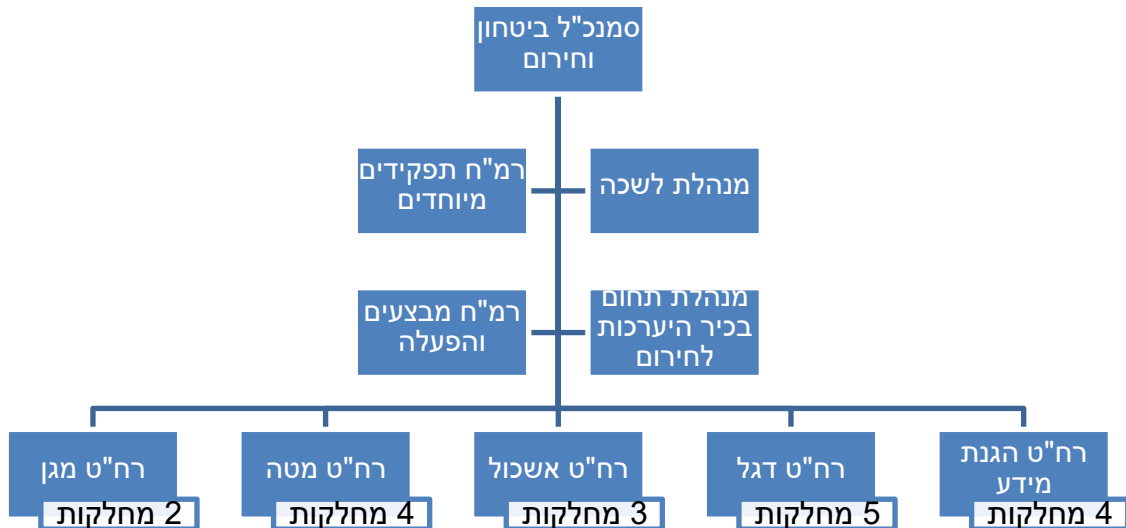 סמנכ"ל ביטחון
וחירום
מנהלת לשכה
רמ"ח תפקידים
מיוחדים
מנהלת תחום
בכיר היערכות
לחירום
רמ"ח מבצעים
והפעלה
רח"ט הגנת
מידע
4 מחלקות
רח"ט דגל
5 מחלקות
רח"ט אשכול
3 מחלקות
רח"ט מטה
4 מחלקות
רח"ט מגן
2 מחלקות